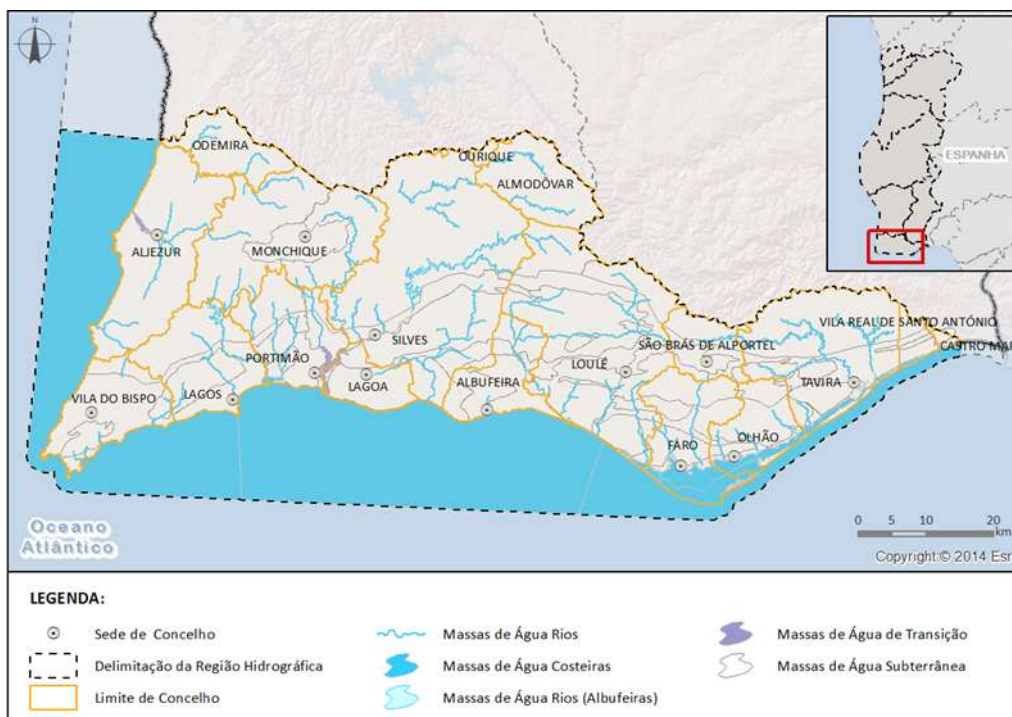 N
ESPANHA
ODEMIRA
OURIQUE
ALMODÔVAR
ALJEZUR
MONCHIQUE
VILA REAL DE SANTO ANTÓNIO
SILVES
SÃO BRÁS DE ALPORTEL
CASTRO MAR
PORTIMÃO
LAGOA
LOULÉ
TAVIRA
ALBUFEIRA
LAGOS
VILA DO BISPO
FARO
OLHÃO
Oceano
Atlântico
0 5 10 20
km
Copyright:© 2014 Esr
LEGENDA:
Sede de Concelho
Massas de Água Rios
Massas de Água de Transição
Delimitação da Região Hidrográfica
Massas de Água Costeiras
Massas de Água Subterrânea
Limite de Concelho
Massas de Água Rios (Albufeiras)